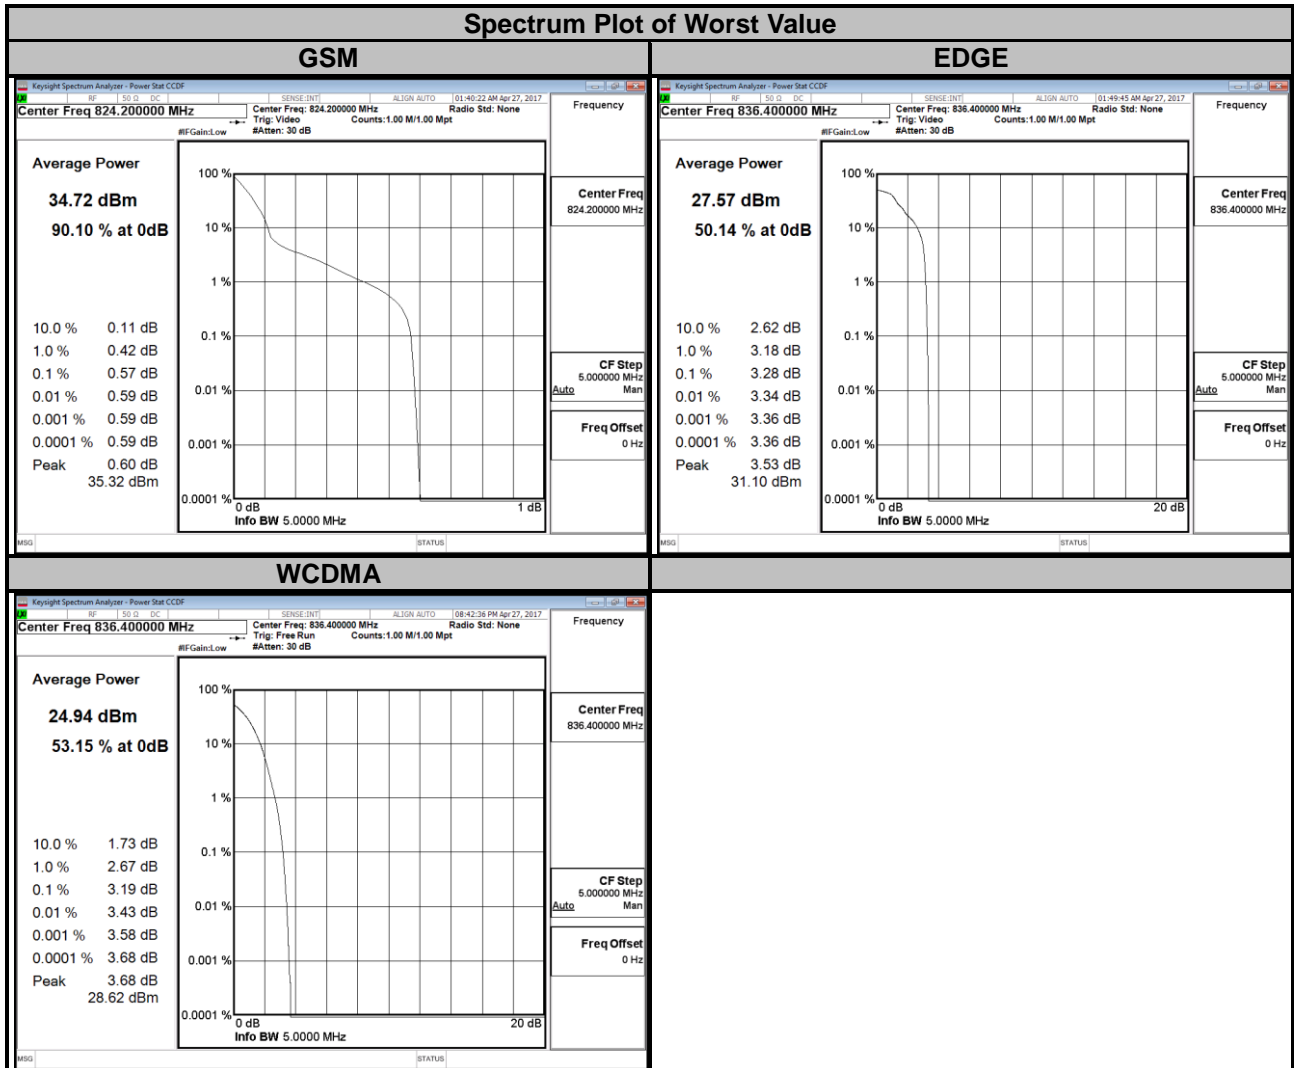 Spectrum Plot of Worst Value
GSM
EDGE
Keysight Spectrum Analyzer - Power Stat CCDF
RF 50 Ω DC SENSE:INT ALIGN AUTO 01:40:22 AM Apr 27, 2017
Center Freq 824.200000 MHz
Center Freq: 824.200000 MHz Radio Std: None
Trig: Video Counts:1.00 M/1.00 Mpt
#IFGain:Low #Atten: 30 dB
Frequency
Average Power
34.72 dBm
90.10 % at 0dB
10.0 % 0.11 dB
1.0 % 0.42 dB
0.1 % 0.57 dB
0.01 % 0.59 dB
0.001 % 0.59 dB
0.0001 % 0.59 dB
Peak 0.60 dB
35.32 dBm
100 %
10 %
1 %
0.1 %
0.01 %
0.001 %
0.0001 %
0 dB 1 dB
Info BW 5.0000 MHz
Center Freq
824.200000 MHz
CF Step
5.000000 MHz
Auto Man
Freq Offset
0 Hz
MSG STATUS
Keysight Spectrum Analyzer - Power Stat CCDF
RF 50 Ω DC SENSE:INT ALIGN AUTO 01:49:45 AM Apr 27, 2017
Center Freq 836.400000 MHz
Center Freq: 836.400000 MHz Radio Std: None
Trig: Video Counts:1.00 M/1.00 Mpt
#IFGain:Low #Atten: 30 dB
Frequency
Average Power
27.57 dBm
50.14 % at 0dB
10.0 % 2.62 dB
1.0 % 3.18 dB
0.1 % 3.28 dB
0.01 % 3.34 dB
0.001 % 3.36 dB
0.0001 % 3.36 dB
Peak 3.53 dB
31.10 dBm
100 %
10 %
1 %
0.1 %
0.01 %
0.001 %
0.0001 %
0 dB 20 dB
Info BW 5.0000 MHz
Center Freq
836.400000 MHz
CF Step
5.000000 MHz
Auto Man
Freq Offset
0 Hz
MSG STATUS
WCDMA
Keysight Spectrum Analyzer - Power Stat CCDF
RF 50 Ω DC SENSE:INT ALIGN AUTO 08:42:36 PM Apr 27, 2017
Center Freq 836.400000 MHz
Center Freq: 836.400000 MHz Radio Std: None
Trig: Free Run Counts:1.00 M/1.00 Mpt
#IFGain:Low #Atten: 30 dB
Frequency
Average Power
24.94 dBm
53.15 % at 0dB
10.0 % 1.73 dB
1.0 % 2.67 dB
0.1 % 3.19 dB
0.01 % 3.43 dB
0.001 % 3.58 dB
0.0001 % 3.68 dB
Peak 3.68 dB
28.62 dBm
100 %
10 %
1 %
0.1 %
0.01 %
0.001 %
0.0001 %
0 dB 20 dB
Info BW 5.0000 MHz
Center Freq
836.400000 MHz
CF Step
5.000000 MHz
Auto Man
Freq Offset
0 Hz
MSG STATUS